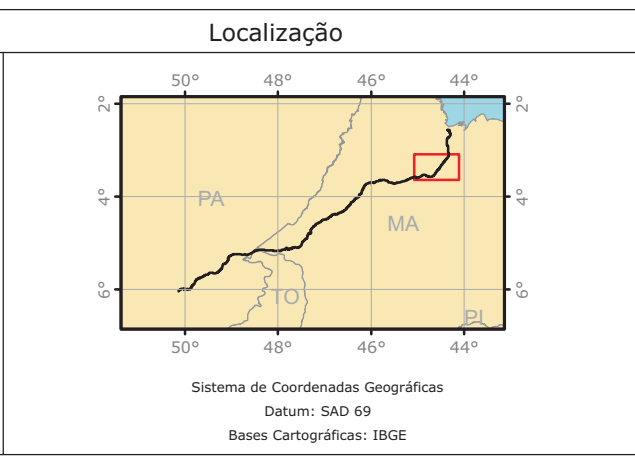 Localização
50° 48° 46° 44°
2° 2°
4° 4°
PA
MA
6° 6°
TO
PI
50° 48° 46° 44°
Sistema de Coordenadas Geográficas
Datum: SAD 69
Bases Cartográficas: IBGE